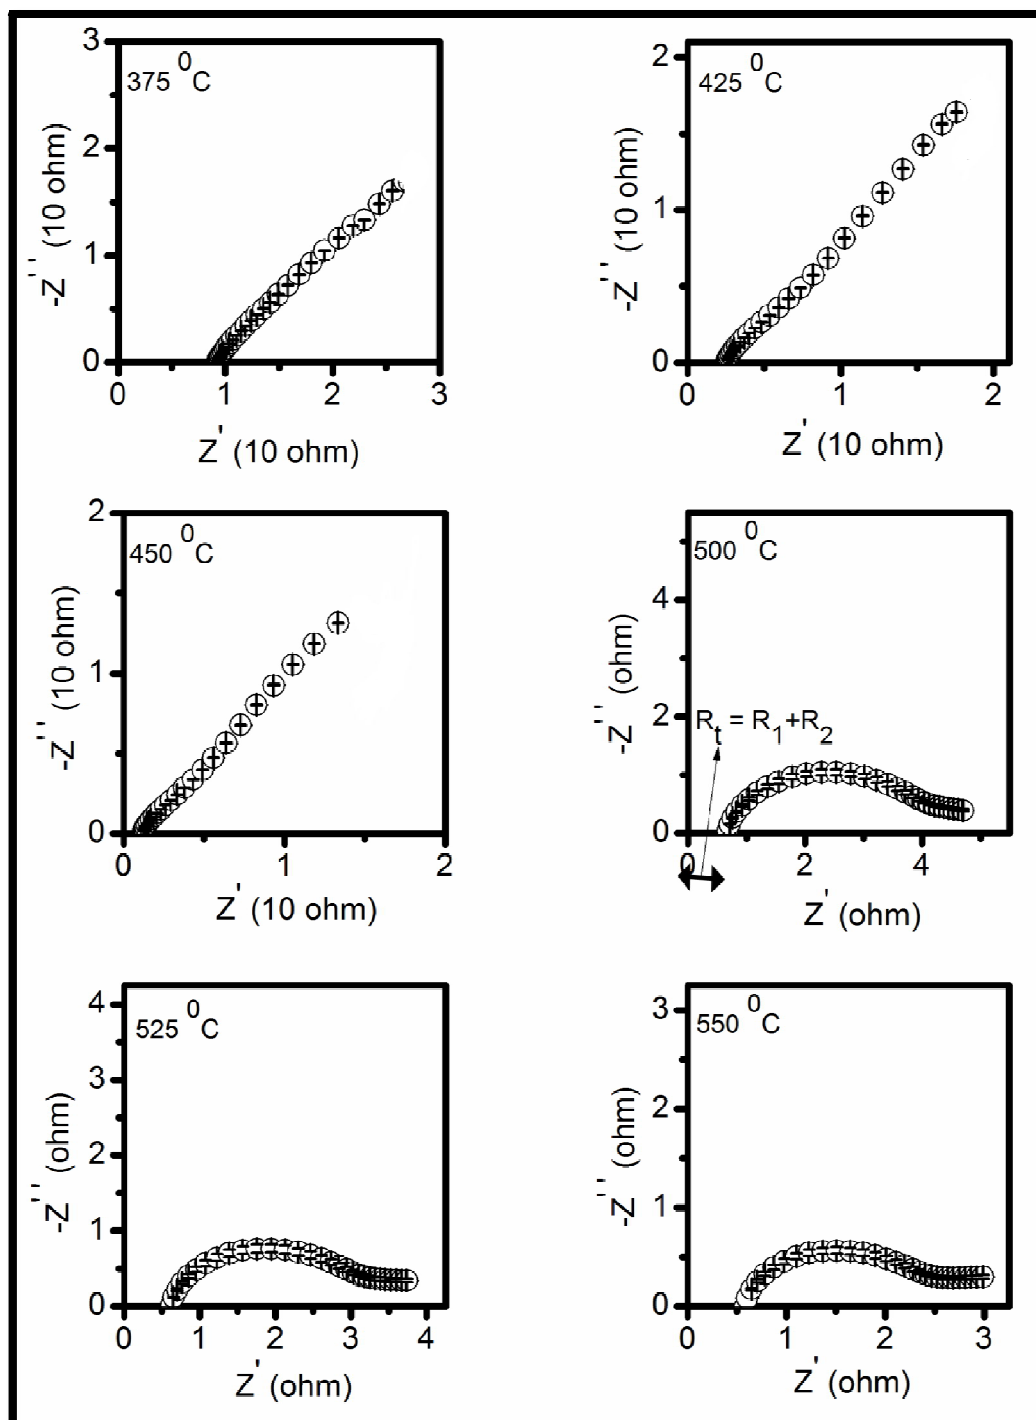 3
375 ⁰C
2
1
0
-Z'' (10 ohm)
0 1 2 3
Z' (10 ohm)
2
425 ⁰C
1
0
-Z'' (10 ohm)
0 1 2
Z' (10 ohm)
2
450 ⁰C
1
0
-Z'' (10 ohm)
0 1 2
Z' (10 ohm)
500 ⁰C
4
2
0
-Z'' (ohm)
Rt = R1+R2
0 2 4
Z' (ohm)
4
525 ⁰C
3
2
1
0
-Z'' (ohm)
0 1 2 3 4
Z' (ohm)
3
550 ⁰C
2
1
0
-Z'' (ohm)
0 1 2 3
Z' (ohm)